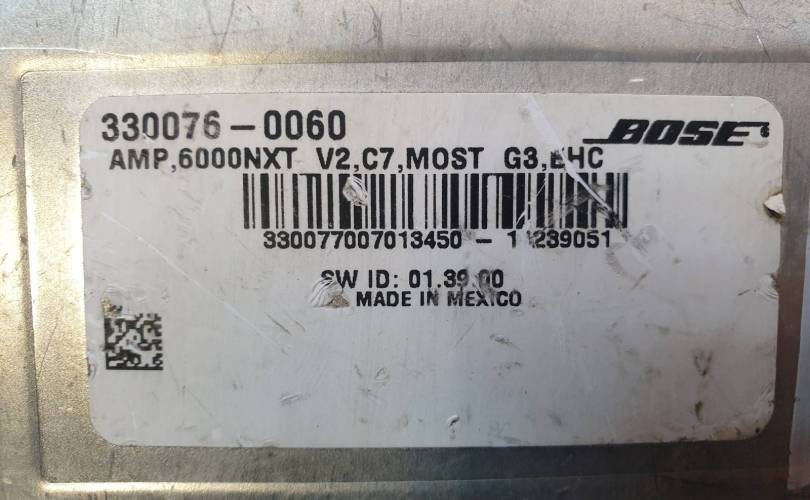 330076-0060
BOSE
AMP,6000NXT V2,C7,MOST G3,EHC
330077007013450 - 11239051
SW ID: 01.39.00
MADE IN MEXICO